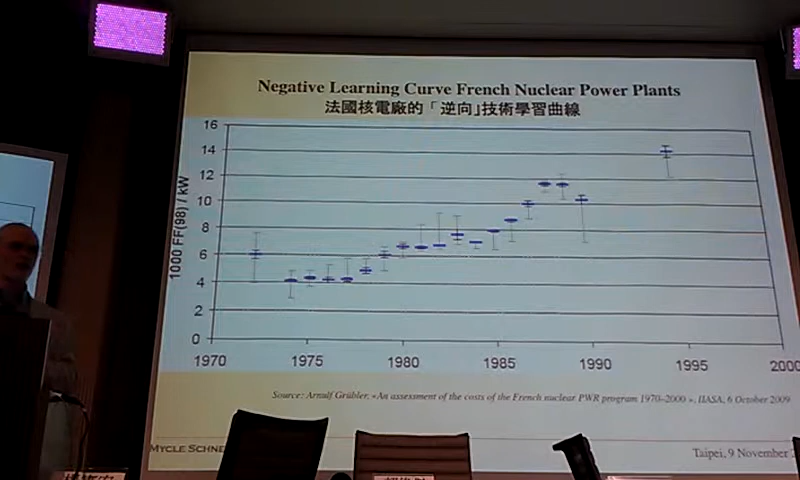 Negative Learning Curve French Nuclear Power Plants
法國核電廠的「逆向」技術學習曲線
1000 FF(98) / kW
16
14
12
10
8
6
4
2
0
1970 1975 1980 1985 1990 1995 2000
Source: Arnulf Grübler, «An assessment of the costs of the French nuclear PWR program 1970–2000 », IIASA, 6 October 2009
MYCLE SCHNE
Taipei, 9 November 2